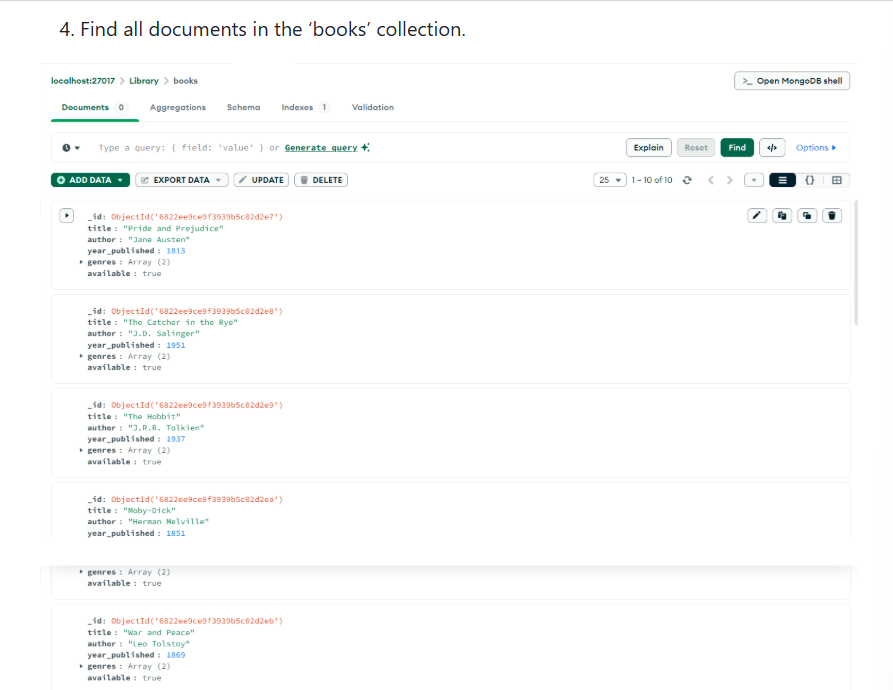 4. Find all documents in the ‘books’ collection.
localhost:27017 > Library > books
>_ Open MongoDB shell
Documents 0 Aggregations Schema Indexes 1 Validation
Type a query: { field: 'value' } or Generate query
Explain Reset Find </> Options
ADD DATA EXPORT DATA UPDATE DELETE
25 1 - 10 of 10 {}
_id: ObjectId('6822ee9ce9f3939b5c02d2e7')
title : "Pride and Prejudice"
author : "Jane Austen"
year_published : 1813
genres : Array (2)
available : true
_id: ObjectId('6822ee9ce9f3939b5c02d2e8')
title : "The Catcher in the Rye"
author : "J.D. Salinger"
year_published : 1951
genres : Array (2)
available : true
_id: ObjectId('6822ee9ce9f3939b5c02d2e9')
title : "The Hobbit"
author : "J.R.R. Tolkien"
year_published : 1937
genres : Array (2)
available : true
_id: ObjectId('6822ee9ce9f3939b5c02d2ea')
title : "Moby-Dick"
author : "Herman Melville"
year_published : 1851
genres : Array (2)
available : true
_id: ObjectId('6822ee9ce9f3939b5c02d2eb')
title : "War and Peace"
author : "Leo Tolstoy"
year_published : 1869
genres : Array (2)
available : true